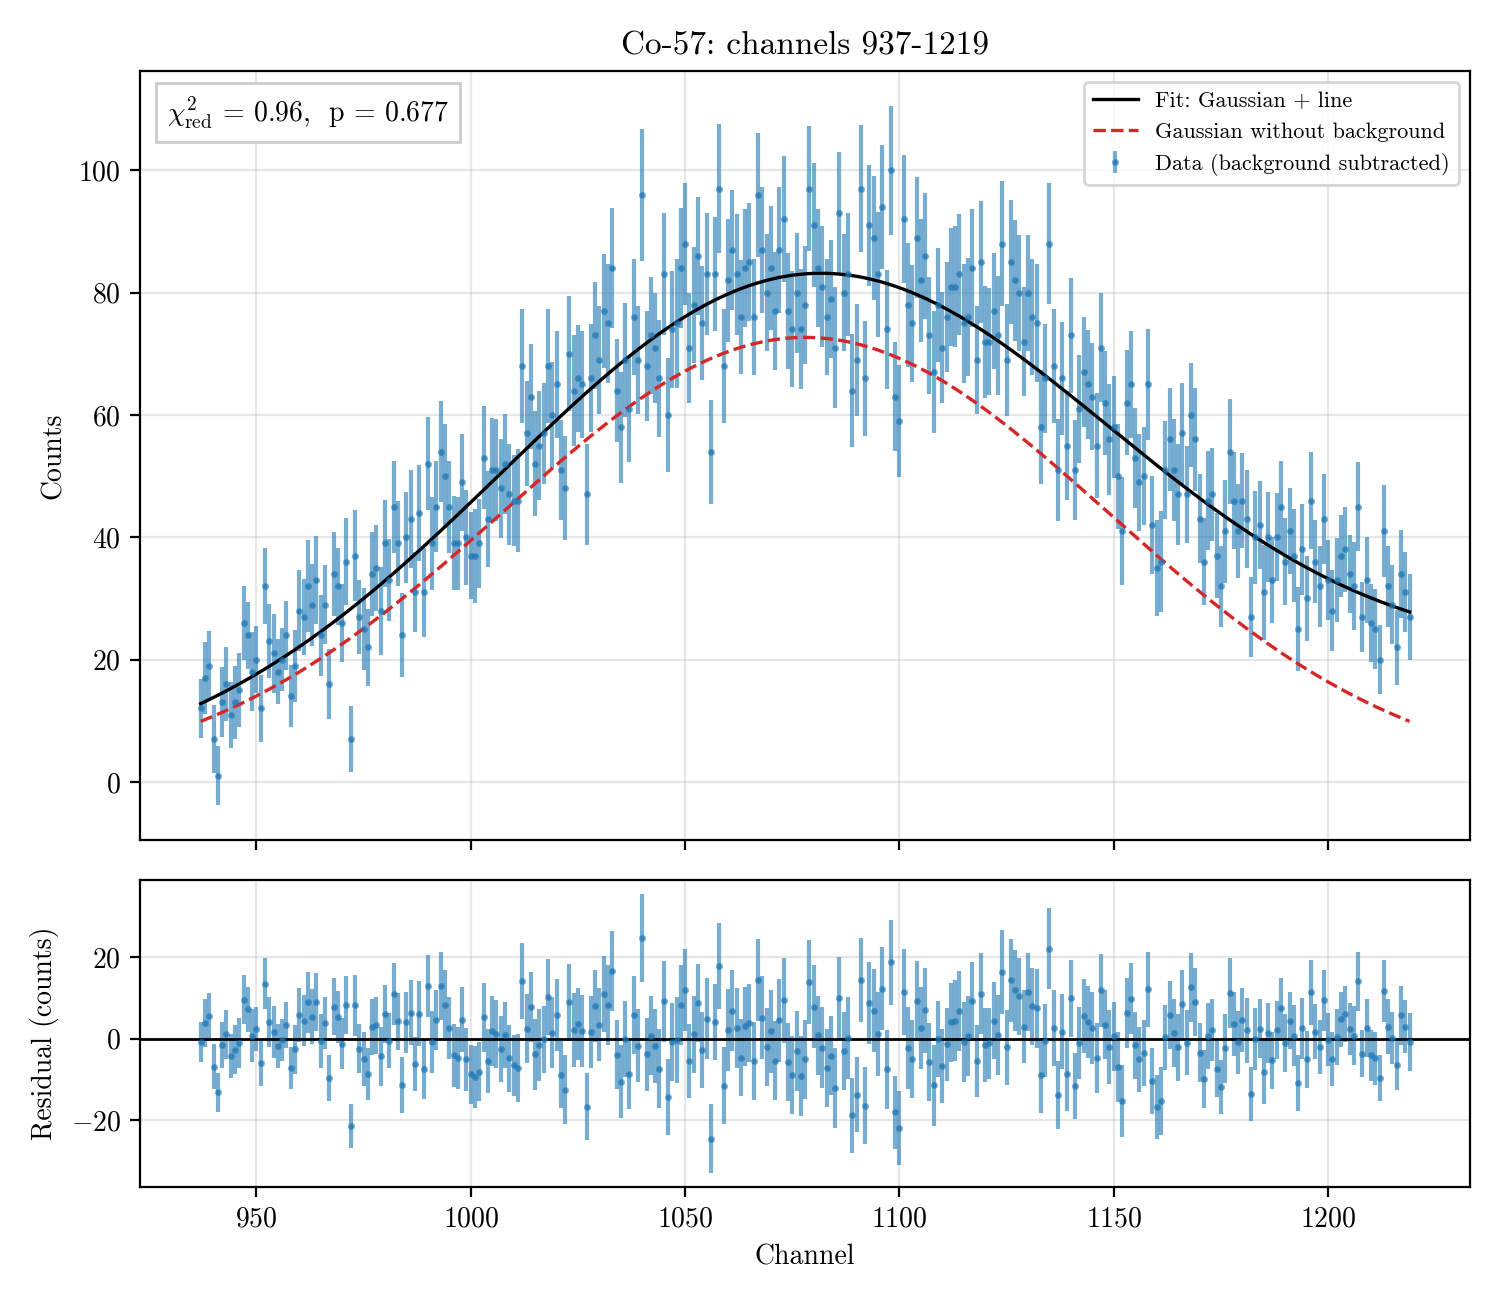 Co-57: channels 937-1219
χ²red = 0.96, p = 0.677
Fit: Gaussian + line
Gaussian without background
Data (background subtracted)
Counts
100
80
60
40
20
0
Residual (counts)
20
0
−20
950 1000 1050 1100 1150 1200
Channel